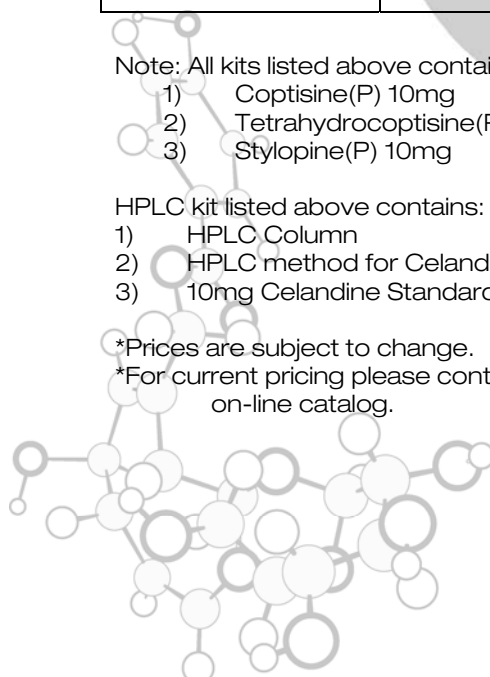 Note: All kits listed above contai
1) Coptisine(P) 10mg
2) Tetrahydrocoptisine(P
3) Stylopine(P) 10mg
HPLC kit listed above contains:
1) HPLC Column
2) HPLC method for Celand
3) 10mg Celandine Standard
*Prices are subject to change.
*For current pricing please cont
on-line catalog.